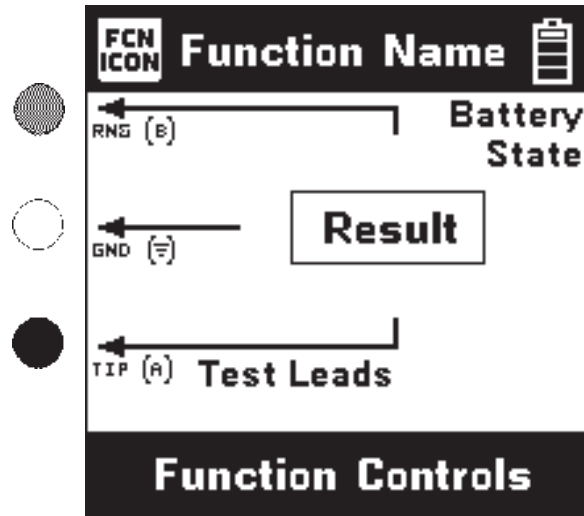 FCN
ICON
Function Name
Battery
State
RNG (B)
Result
GND (⏚)
TIP (A)
Test Leads
Function Controls